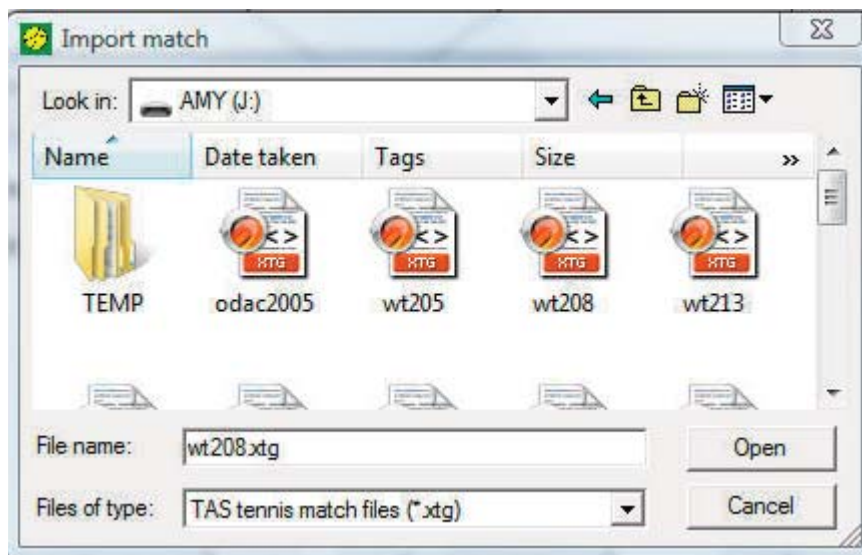 Import match
Look in: AMY (J:)
Name Date taken Tags Size »
<> <> <> <>
XTG XTG XTG XTG
TEMP odac2005 wt205 wt208 wt213
File name: wt208.xtg Open
Files of type: TAS tennis match files (*.xtg) Cancel